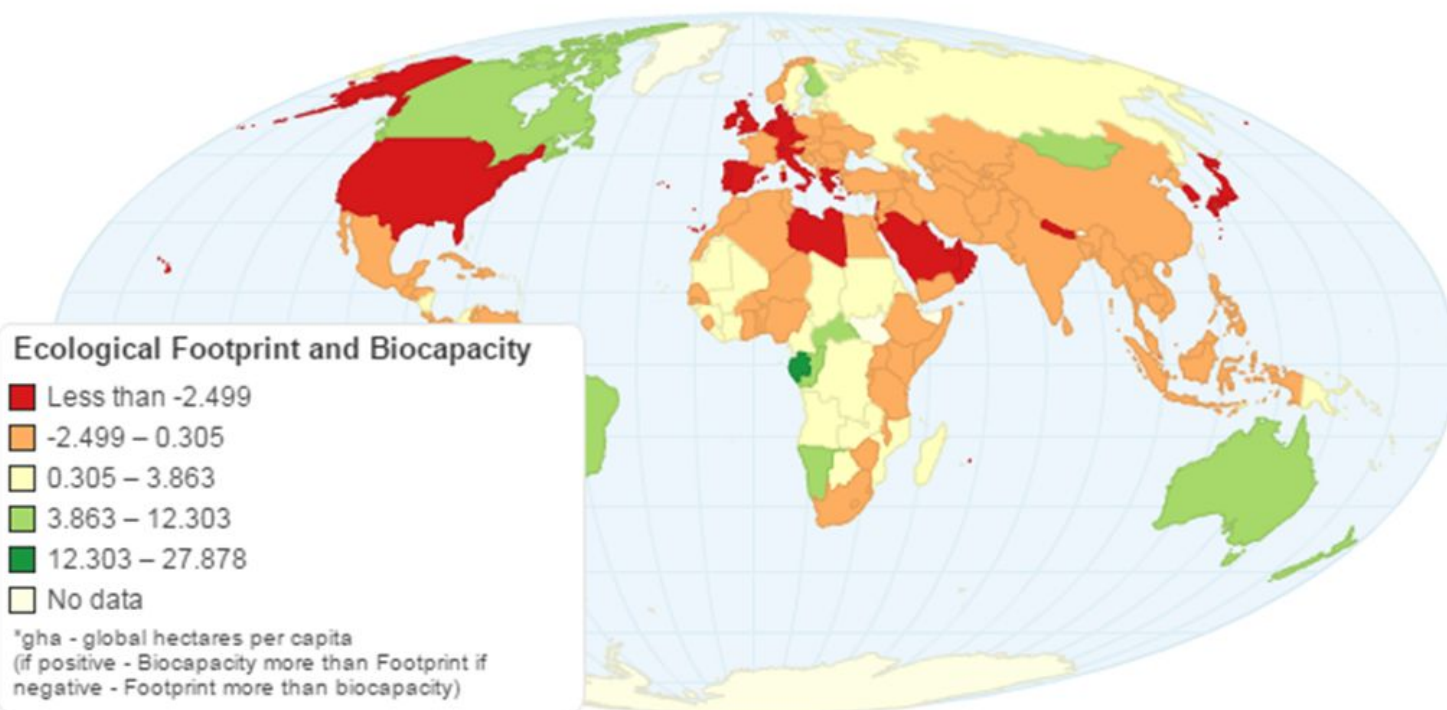 Ecological Footprint and Biocapacity
Less than -2.499
-2.499 – 0.305
0.305 – 3.863
3.863 – 12.303
12.303 – 27.878
No data
*gha - global hectares per capita
(if positive - Biocapacity more than Footprint if
negative - Footprint more than biocapacity)